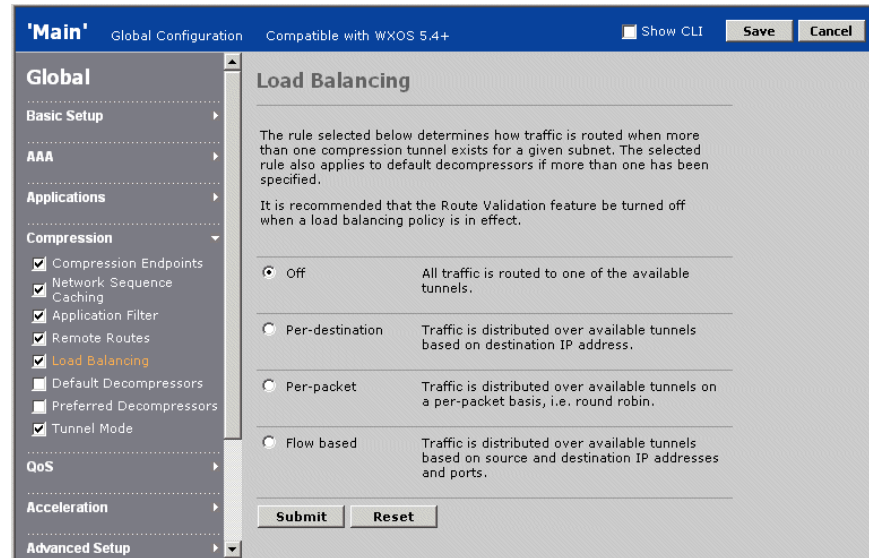 'Main' Global Configuration Compatible with WXOS 5.4+ Show CLI Save Cancel
Global
Basic Setup
AAA
Applications
Compression
Compression Endpoints
Network Sequence
Caching
Application Filter
Remote Routes
Load Balancing
Default Decompressors
Preferred Decompressors
Tunnel Mode
QoS
Acceleration
Advanced Setup
Load Balancing
The rule selected below determines how traffic is routed when more
than one compression tunnel exists for a given subnet. The selected
rule also applies to default decompressors if more than one has been
specified.
It is recommended that the Route Validation feature be turned off
when a load balancing policy is in effect.
Off All traffic is routed to one of the available
tunnels.
Per-destination Traffic is distributed over available tunnels
based on destination IP address.
Per-packet Traffic is distributed over available tunnels on
a per-packet basis, i.e. round robin.
Flow based Traffic is distributed over available tunnels
based on source and destination IP addresses
and ports.
Submit Reset